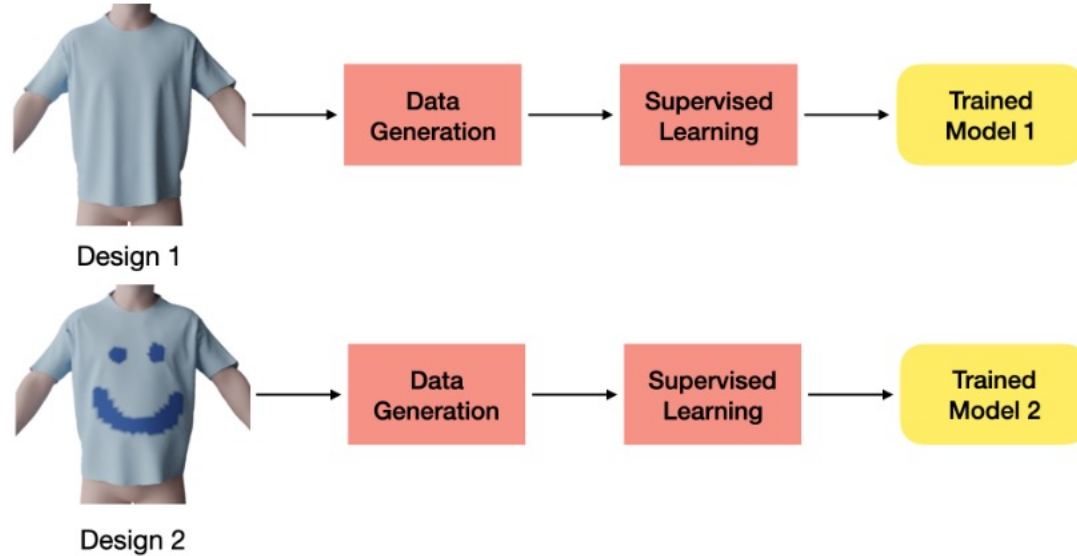 Data
Generation
Supervised
Learning
Trained
Model 1
Design 1
Data
Generation
Supervised
Learning
Trained
Model 2
Design 2